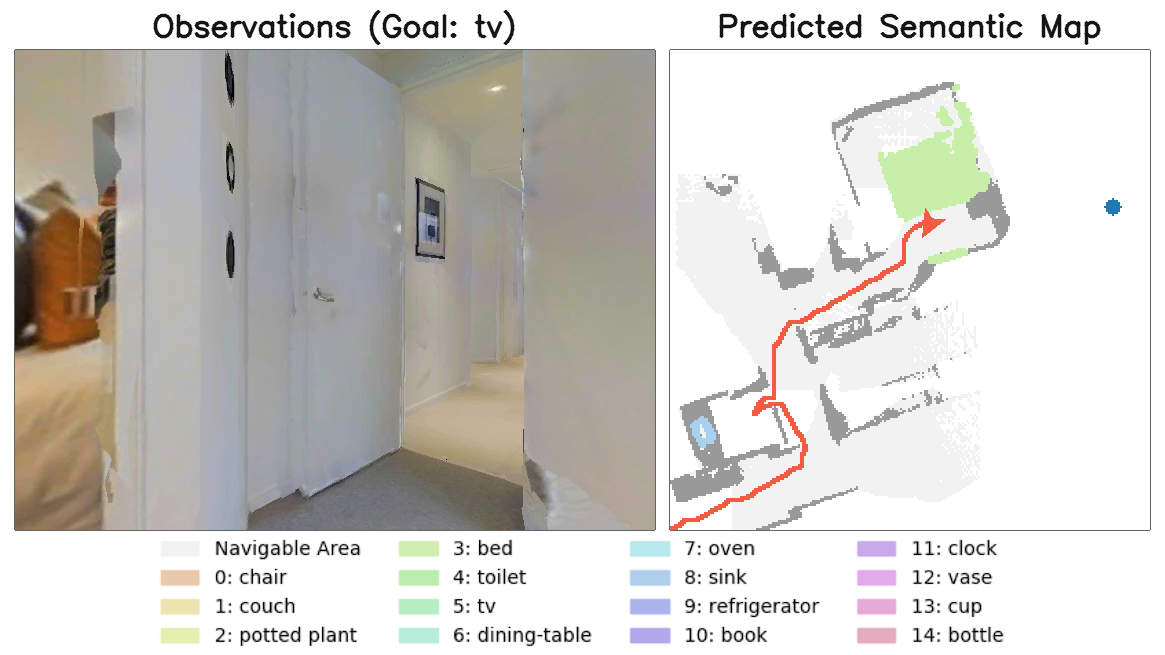 Observations (Goal: tv)
Predicted Semantic Map
Navigable Area
0: chair
1: couch
2: potted plant
3: bed
4: toilet
5: tv
6: dining-table
7: oven
8: sink
9: refrigerator
10: book
11: clock
12: vase
13: cup
14: bottle